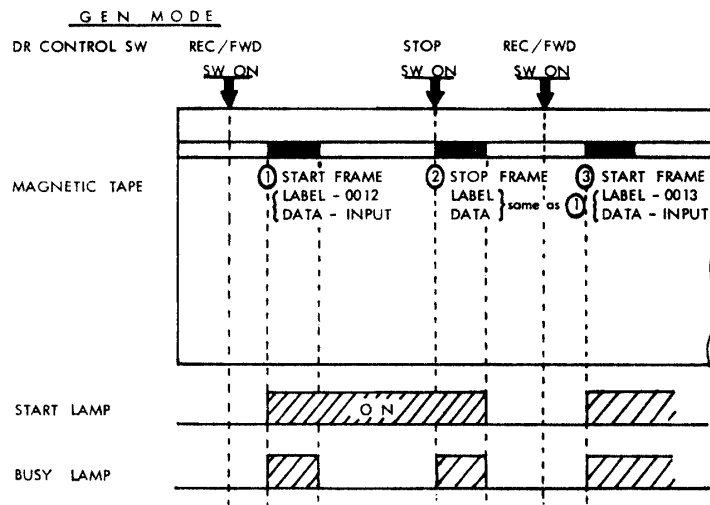 GEN MODE
DR CONTROL SW REC/FWD STOP REC/FWD
SW ON SW ON SW ON
MAGNETIC TAPE
1 START FRAME
LABEL - 0012
DATA - INPUT
2 STOP FRAME
LABEL
DATA
same as 1
3 START FRAME
LABEL - 0013
DATA - INPUT
START LAMP ON
BUSY LAMP